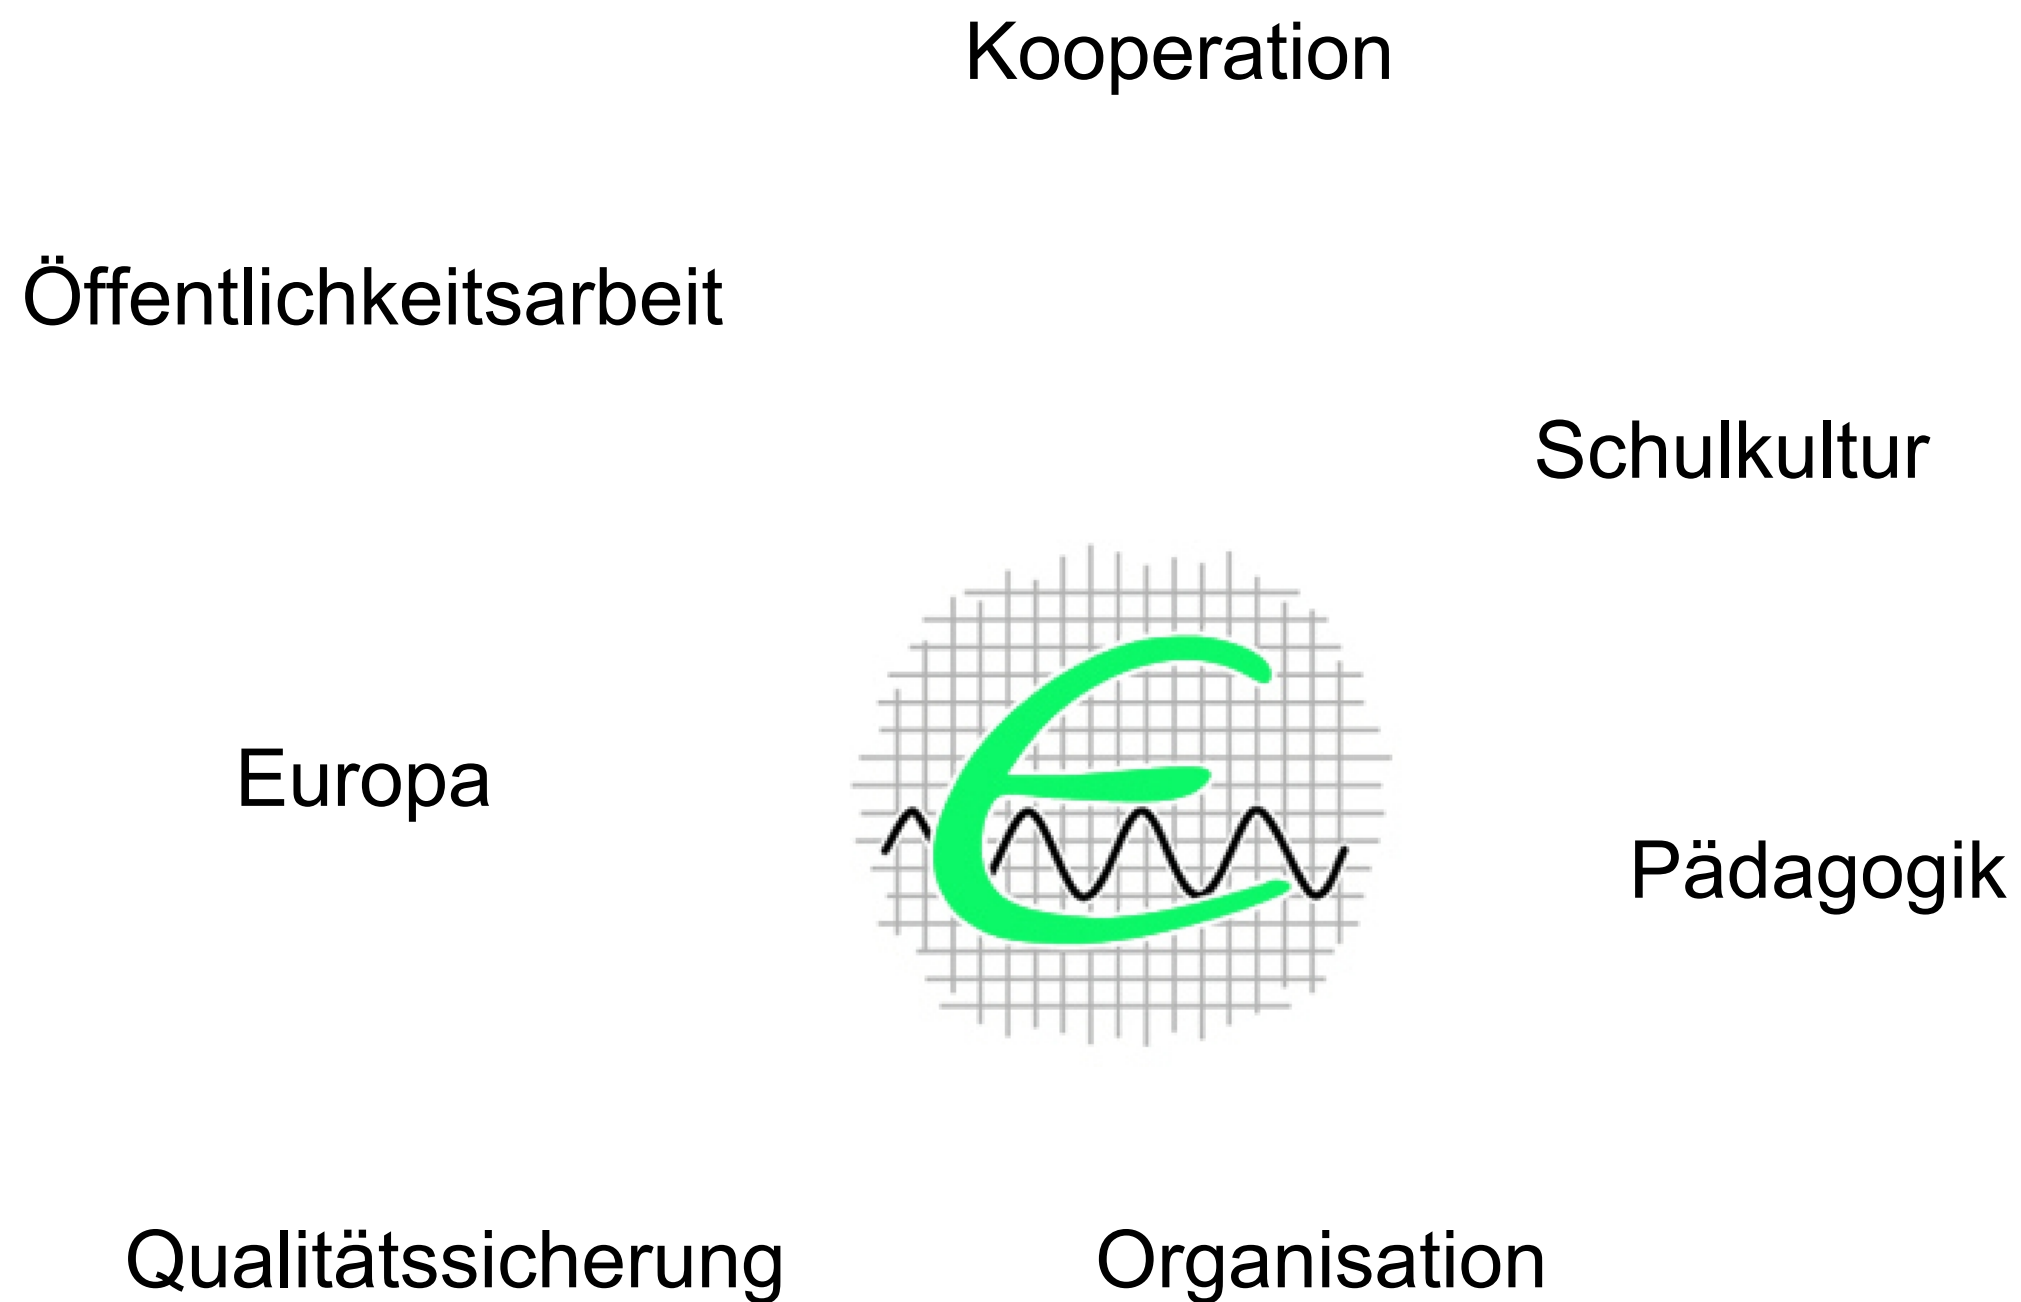 Kooperation
Öffentlichkeitsarbeit
Schulkultur
E
Europa
Pädagogik
Qualitätssicherung
Organisation